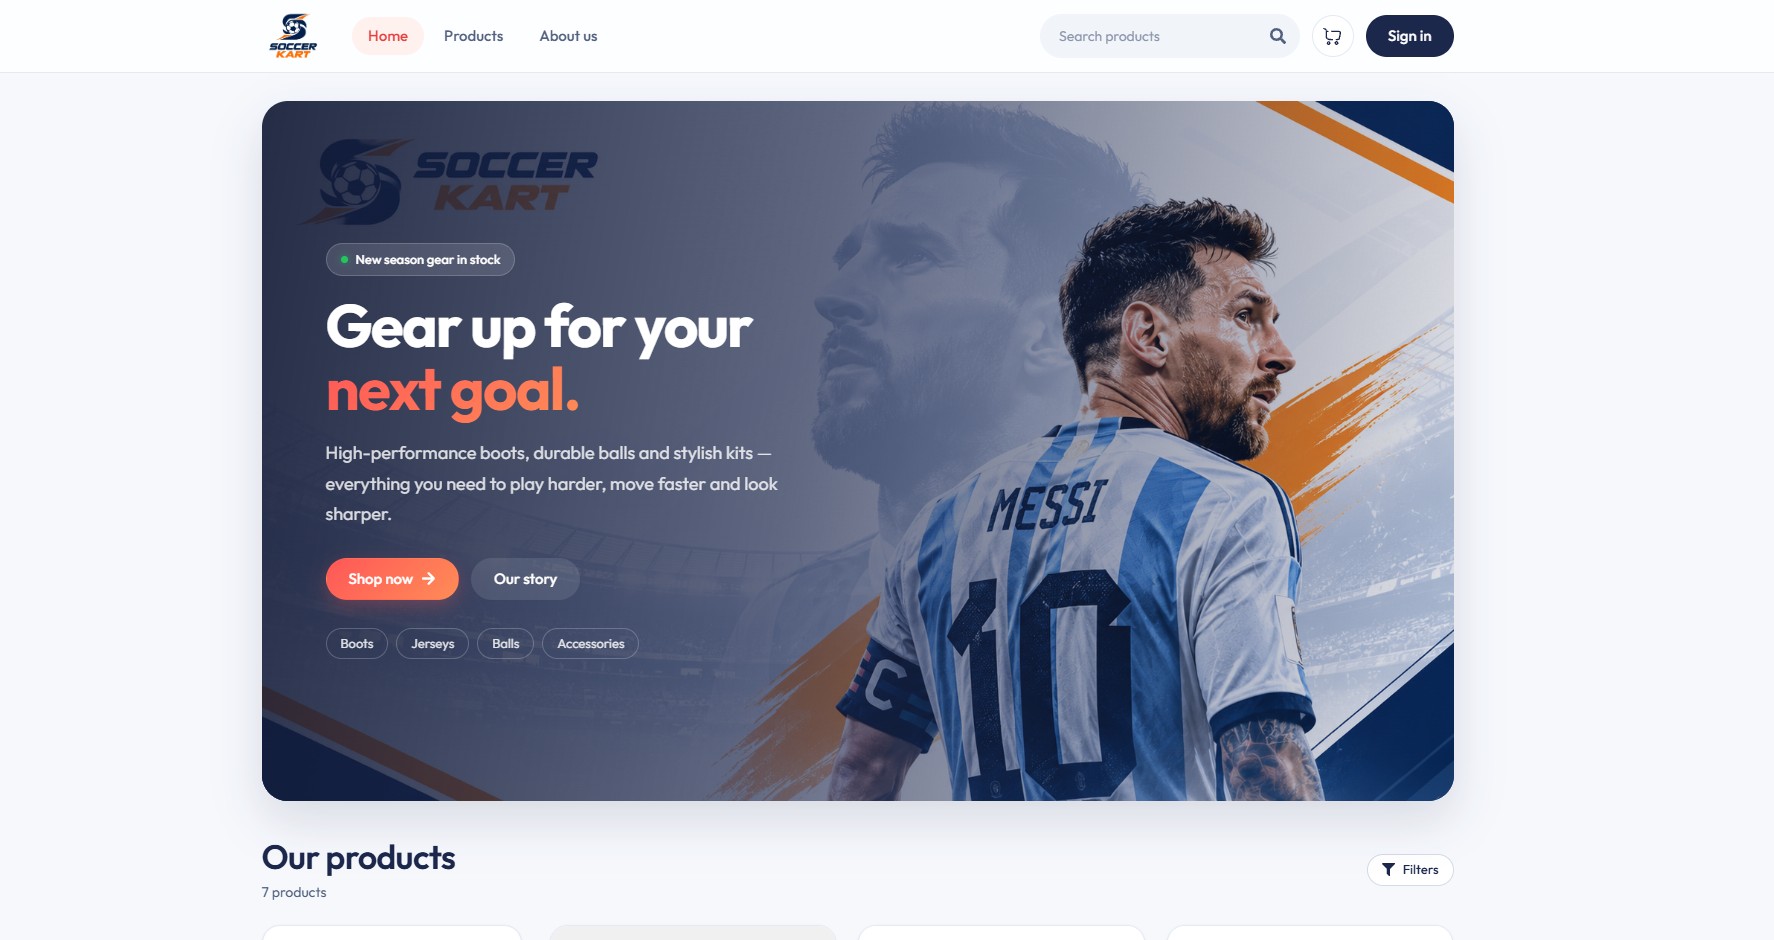 SOCCER
KART
Home
Products
About us
Search products
Sign in
SOCCER
KART
New season gear in stock
Gear up for your
next goal.
High-performance boots, durable balls and stylish kits —
everything you need to play harder, move faster and look
sharper.
Shop now
Our story
Boots
Jerseys
Balls
Accessories
MESSI
10
C
Our products
7 products
Filters